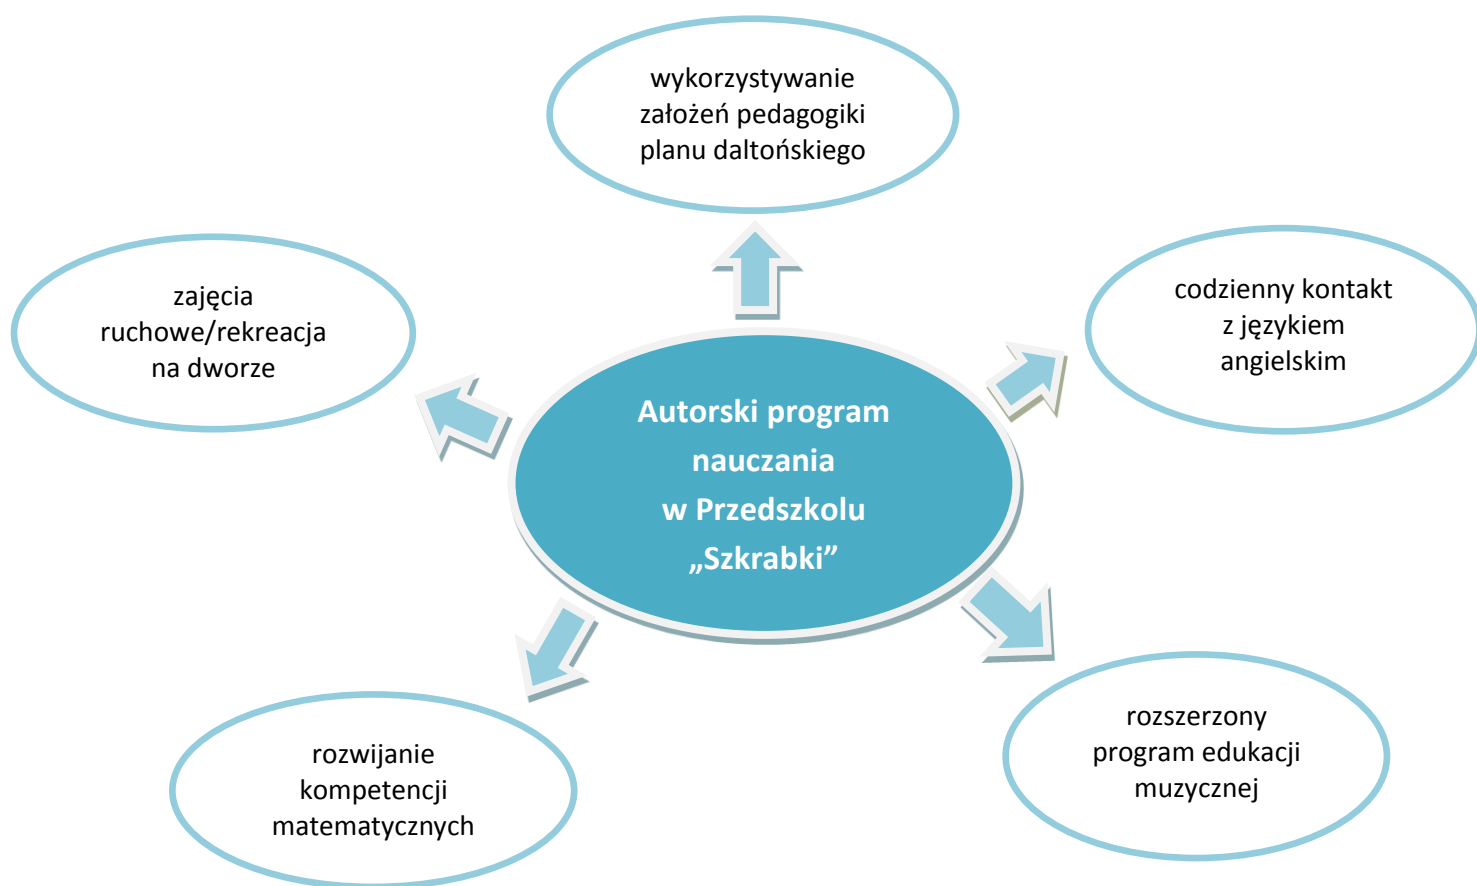 wykorzystywanie
założeń pedagogiki
planu daltońskiego
zajęcia
ruchowe/rekreacja
na dworze
codzienny kontakt
z językiem
angielskim
Autorski program
nauczania
w Przedszkolu
„Szkrabki”
rozwijanie
kompetencji
matematycznych
rozszerzony
program edukacji
muzycznej